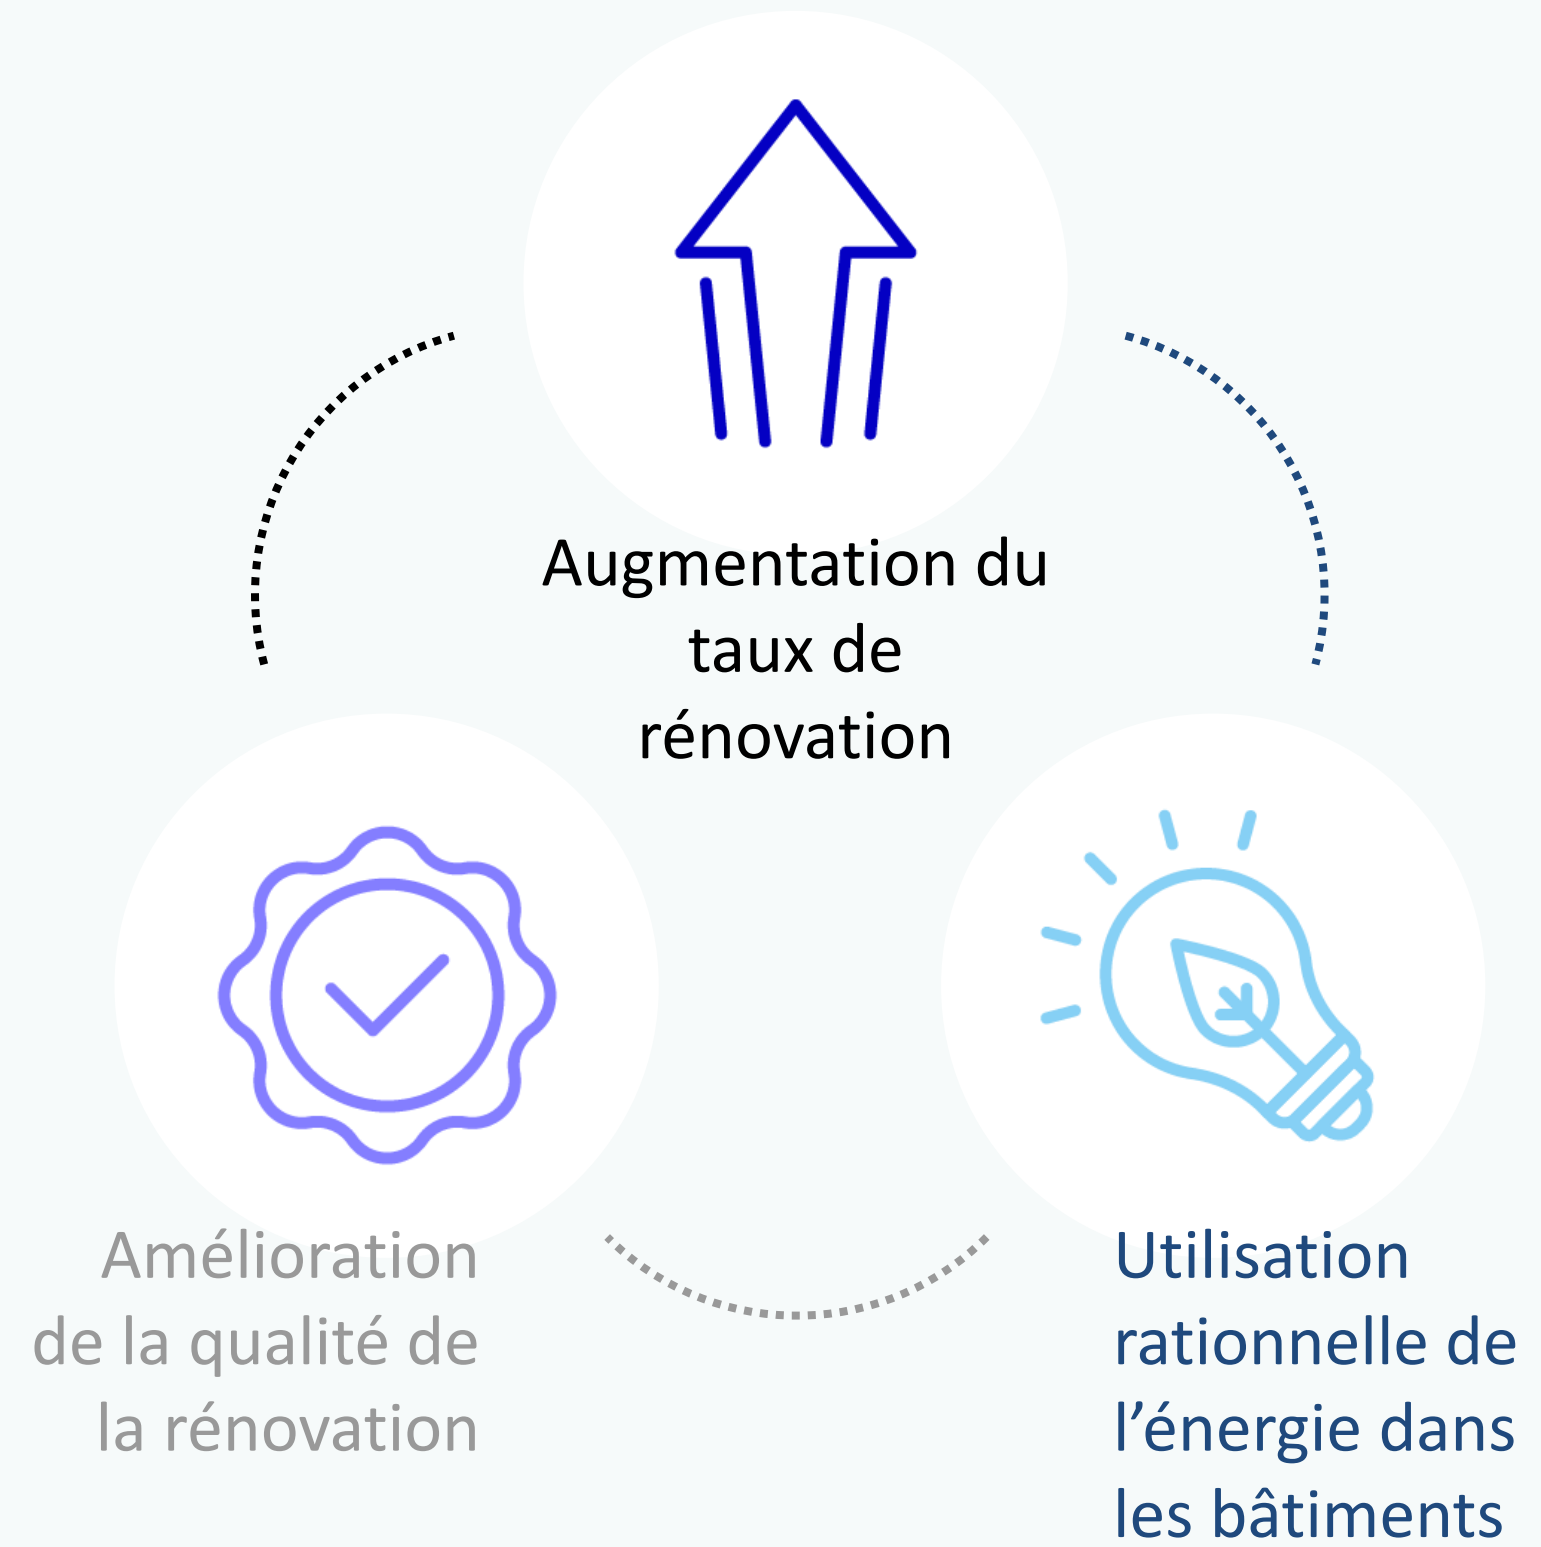 Augmentation du
taux de
rénovation
Amélioration
de la qualité de
la rénovation
Utilisation
rationnelle de
l’énergie dans
les bâtiments